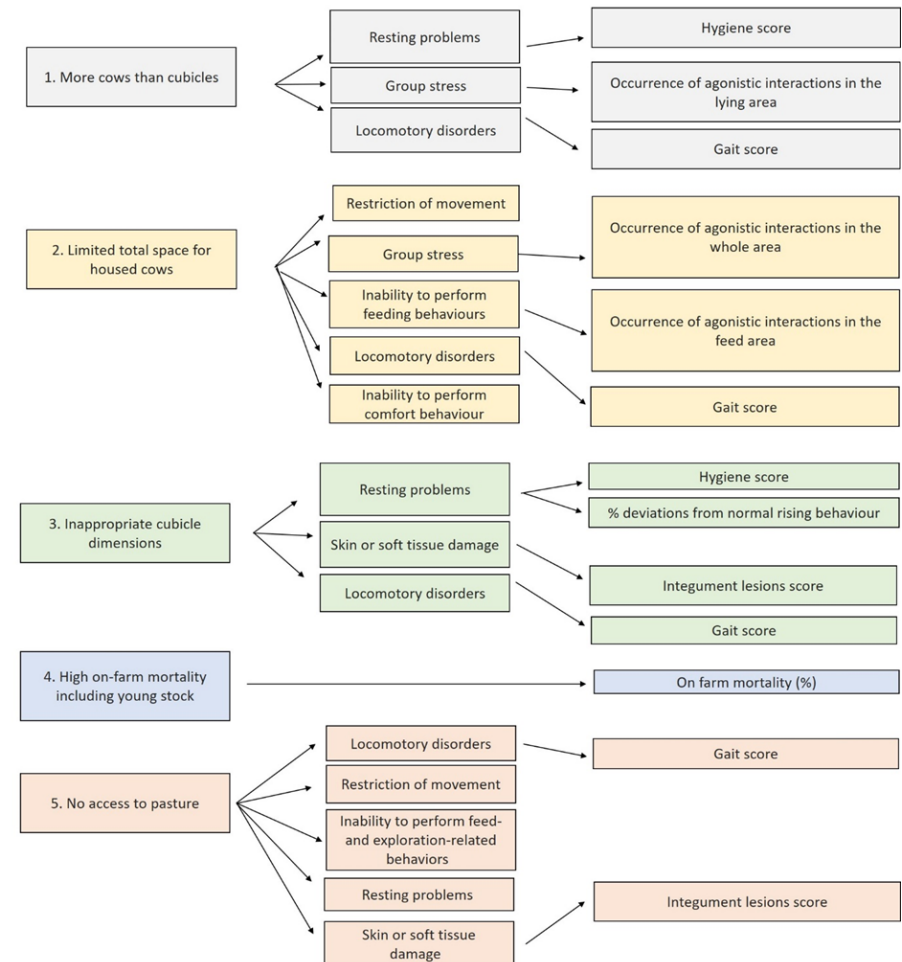 1. More cows than cubicles
Resting problems
Group stress
Locomotory disorders
Hygiene score
Occurrence of agonistic interactions in the
lying area
Gait score
2. Limited total space for
housed cows
Restriction of movement
Group stress
Inability to perform
feeding behaviours
Locomotory disorders
Inability to perform
comfort behaviour
Occurrence of agonistic interactions in the
whole area
Occurrence of agonistic interactions in the
feed area
Gait score
3. Inappropriate cubicle
dimensions
Resting problems
Skin or soft tissue damage
Locomotory disorders
Hygiene score
% deviations from normal rising behaviour
Integument lesions score
Gait score
4. High on-farm mortality
including young stock
On farm mortality (%)
5. No access to pasture
Locomotory disorders
Restriction of movement
Inability to perform feed-
and exploration-related
behaviors
Resting problems
Skin or soft tissue
damage
Gait score
Integument lesions score